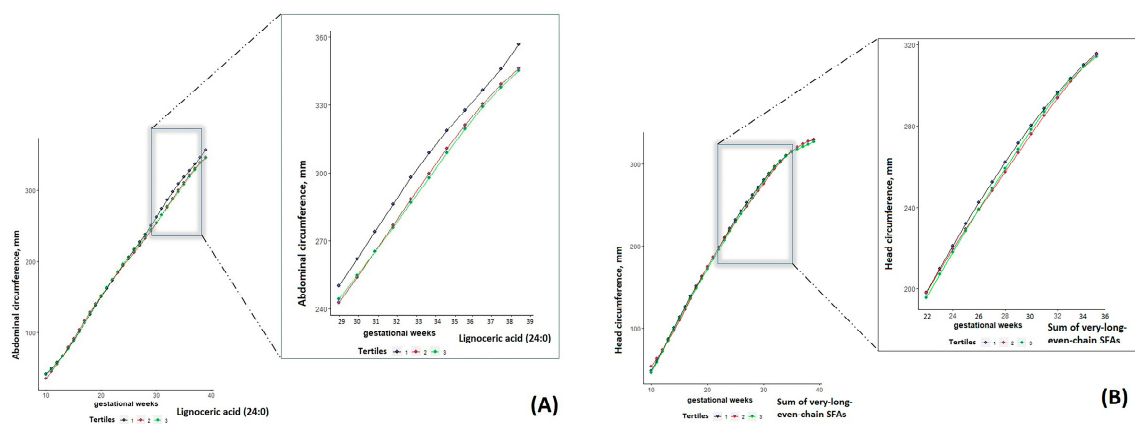 Abdominal circumference, mm
300
200
100
10
20
30
40
gestational weeks
Lignoceric acid (24:0)
Tertiles 1 2 3
Abdominal circumference, mm
360
330
300
270
240
29 30 31 32 33 34 35 36 37 38 39
gestational weeks
Lignoceric acid (24:0)
Tertiles 1 2 3
(A)
Head circumference, mm
300
200
100
10
20
30
40
gestational weeks
Sum of very-long-
even-chain SFAs
Tertiles 1 2 3
Head circumference, mm
320
280
240
200
22 24 26 28 30 32 34 36
gestational weeks
Sum of very-long-
even-chain SFAs
Tertiles 1 2 3
(B)